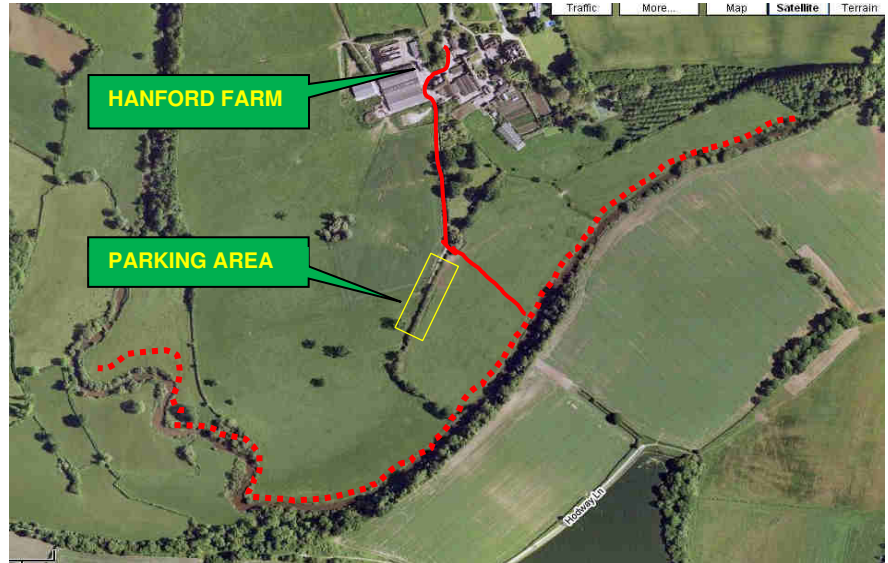 Traffic
More...
Map
Satellite
Terrain
HANFORD FARM
PARKING AREA
Hodway Ln